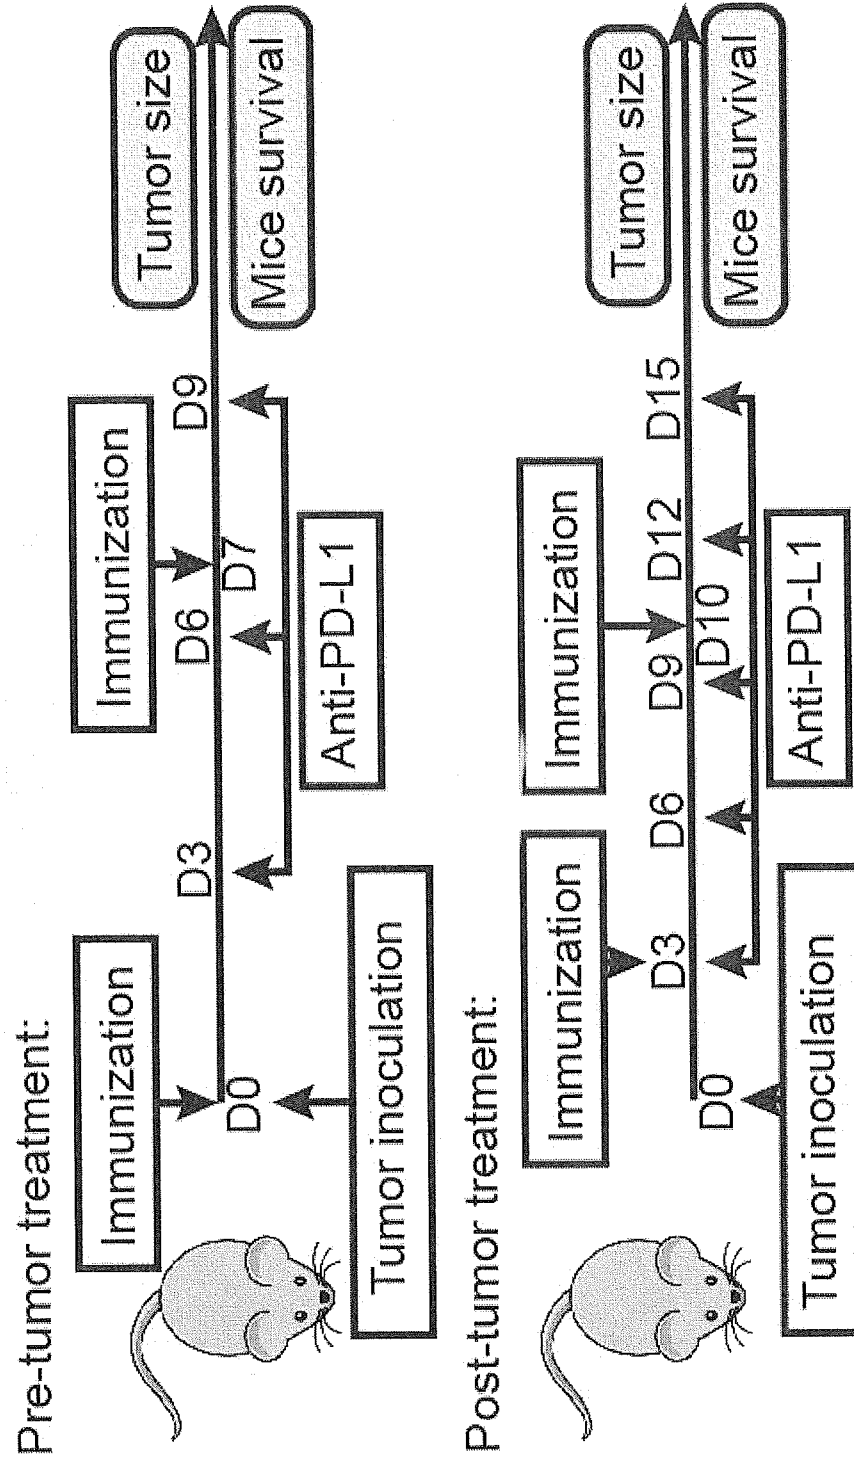 Pre-tumor treatment:
Immunization
Immunization
D0
D3
D6
D7
D9
Tumor size
Mice survival
Tumor inoculation
Anti-PD-L1
Post-tumor treatment:
Immunization
Immunization
D0
D3
D6
D9
D10
D12
D15
Tumor size
Mice survival
Tumor inoculation
Anti-PD-L1